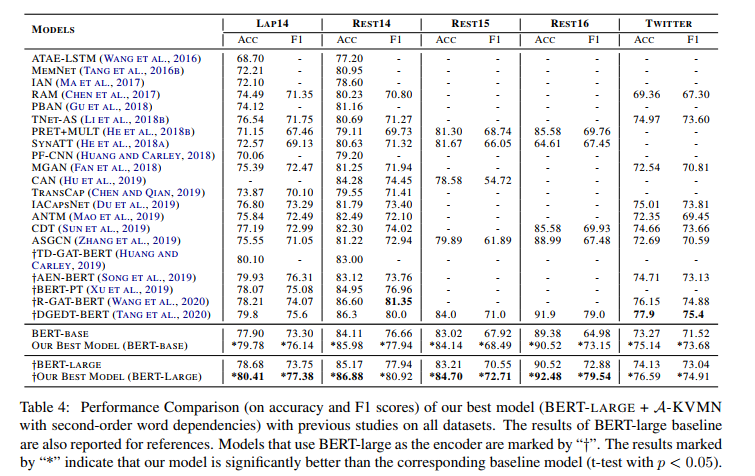 MODELS LAP14 REST14 REST15 REST16 TWITTER
ACC F1 ACC F1 ACC F1 ACC F1 ACC F1
ATAE-LSTM (WANG ET AL., 2016) 68.70 - 77.20 - - - - - - -
MEMNET (TANG ET AL., 2016B) 72.21 - 80.95 - - - - - - -
IAN (MA ET AL., 2017) 72.10 - 78.60 - - - - - - -
RAM (CHEN ET AL., 2017) 74.49 71.35 80.23 70.80 - - - - 69.36 67.30
PBAN (GU ET AL., 2018) 74.12 - 81.16 - - - - - - -
TNET-AS (LI ET AL., 2018B) 76.54 71.75 80.69 71.27 - - - - 74.97 73.60
PRET+MULT (HE ET AL., 2018B) 71.15 67.46 79.11 69.73 81.30 68.74 85.58 69.76 - -
SYNATT (HE ET AL., 2018A) 72.57 69.13 80.63 71.32 81.67 66.05 64.61 67.45 - -
PF-CNN (HUANG AND CARLEY, 2018) 70.06 - 79.20 - - - - - - -
MGAN (FAN ET AL., 2018) 75.39 72.47 81.25 71.94 - - - - 72.54 70.81
CAN (HU ET AL., 2019) - - 84.28 74.45 78.58 54.72 - - - -
TRANSCAP (CHEN AND QIAN, 2019) 73.87 70.10 79.55 71.41 - - - - - -
IACAPSNET (DU ET AL., 2019) 76.80 73.29 81.79 73.40 - - - - 75.01 73.81
ANTM (MAO ET AL., 2019) 75.84 72.49 82.49 72.10 - - - - 72.35 69.45
CDT (SUN ET AL., 2019) 77.19 72.99 82.30 74.02 - - 85.58 69.93 74.66 73.66
ASGCN (ZHANG ET AL., 2019) 75.55 71.05 81.22 72.94 79.89 61.89 88.99 67.48 72.69 70.59
†TD-GAT-BERT (HUANG AND
CARLEY, 2019) 80.10 - 83.00 - - - - - - -
†AEN-BERT (SONG ET AL., 2019) 79.93 76.31 83.12 73.76 - - - - 74.71 73.13
†BERT-PT (XU ET AL., 2019) 78.07 75.08 84.95 76.96 - - - - - -
†R-GAT-BERT (WANG ET AL., 2020) 78.21 74.07 86.60 81.35 - - - - 76.15 74.88
†DGEDT-BERT (TANG ET AL., 2020) 79.8 75.6 86.3 80.0 84.0 71.0 91.9 79.0 77.9 75.4
BERT-BASE 77.90 73.30 84.11 76.66 83.02 67.92 89.38 64.98 73.27 71.52
OUR BEST MODEL (BERT-BASE) *79.78 *76.14 *85.98 *77.94 *84.14 *68.49 *90.52 *73.15 *75.14 *73.68
†BERT-LARGE 78.68 73.75 85.17 77.94 83.21 70.55 90.52 72.88 74.13 73.04
†OUR BEST MODEL (BERT-LARGE) *80.41 *77.38 *86.88 *80.92 *84.70 *72.71 *92.48 *79.54 *76.59 *74.91
Table 4: Performance Comparison (on accuracy and F1 scores) of our best model (BERT-LARGE + 𝒜-KVMN
with second-order word dependencies) with previous studies on all datasets. The results of BERT-large baseline
are also reported for references. Models that use BERT-large as the encoder are marked by “†”. The results marked
by “*” indicate that our model is significantly better than the corresponding baseline model (t-test with p < 0.05).